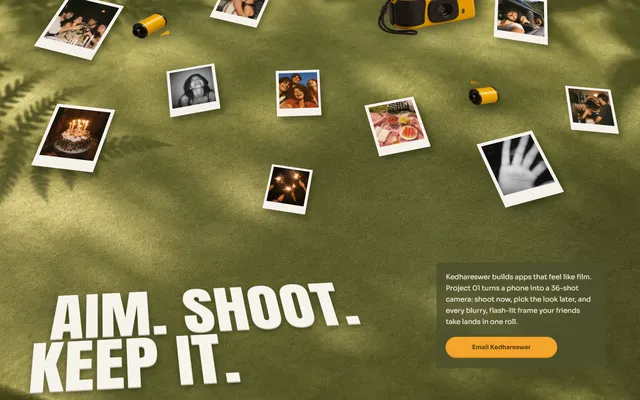 AIM. SHOOT.
KEEP IT.
Kedhareswer builds apps that feel like film.
Project 01 turns a phone into a 36-shot
camera: shoot now, pick the look later, and
every blurry, flash-lit frame your friends
take lands in one roll.
Email Kedhareswer